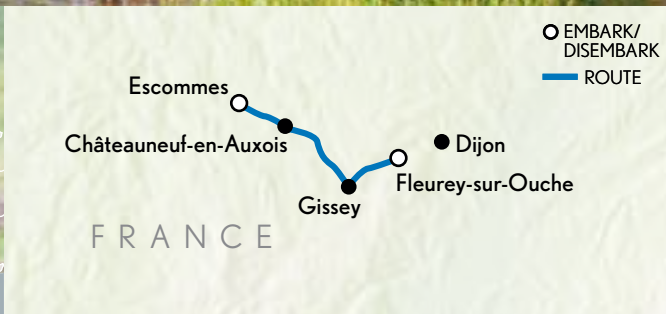 EMBARK/
DISEMBARK
ROUTE
Escommes
Châteauneuf-en-Auxois
Dijon
Fleurey-sur-Ouche
Gissey
FRANCE